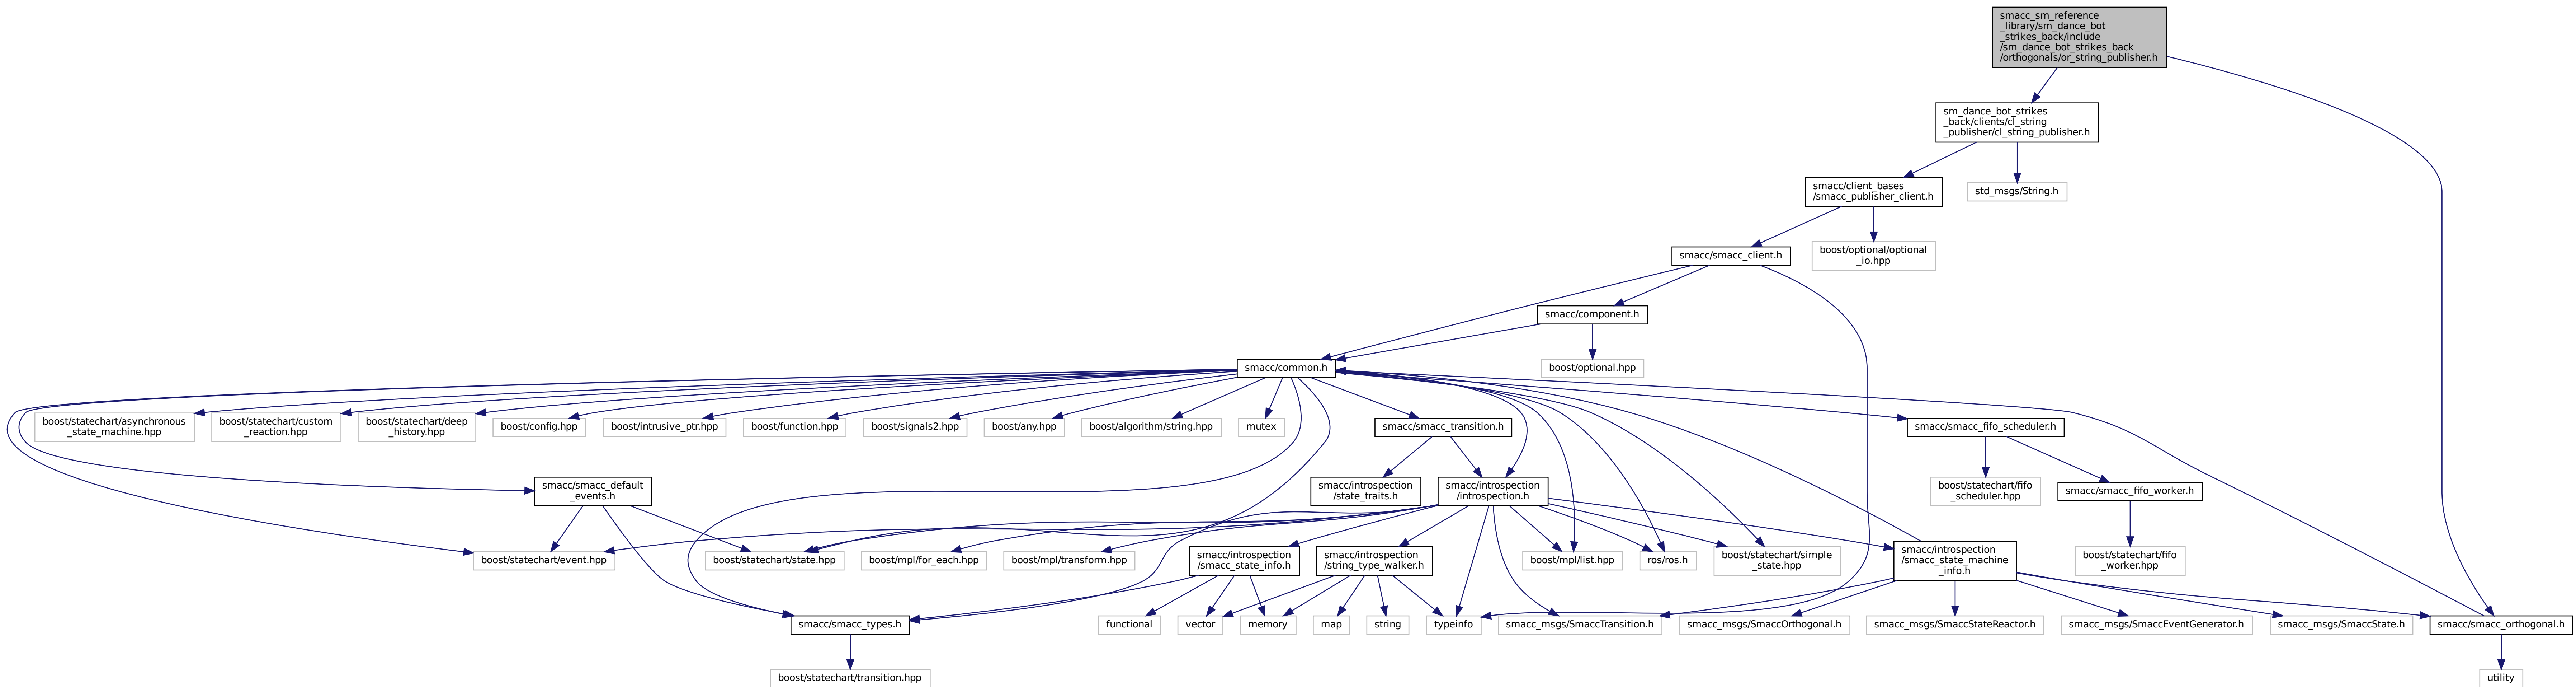 smacc_sm_reference
_library/sm_dance_bot
_strikes_back/include
/sm_dance_bot_strikes_back
/orthogonals/or_string_publisher.h
sm_dance_bot_strikes
_back/clients/cl_string
_publisher/cl_string_publisher.h
smacc/client_bases
/smacc_publisher_client.h
std_msgs/String.h
smacc/smacc_client.h
boost/optional/optional
_io.hpp
smacc/component.h
smacc/common.h
boost/optional.hpp
boost/statechart/asynchronous
_state_machine.hpp
boost/statechart/custom
_reaction.hpp
boost/statechart/deep
_history.hpp
boost/config.hpp
boost/intrusive_ptr.hpp
boost/function.hpp
boost/signals2.hpp
boost/any.hpp
boost/algorithm/string.hpp
mutex
smacc/smacc_transition.h
smacc/smacc_fifo_scheduler.h
smacc/smacc_default
_events.h
smacc/introspection
/state_traits.h
smacc/introspection
/introspection.h
boost/statechart/fifo
_scheduler.hpp
smacc/smacc_fifo_worker.h
boost/statechart/event.hpp
boost/statechart/state.hpp
boost/mpl/for_each.hpp
boost/mpl/transform.hpp
smacc/introspection
/smacc_state_info.h
smacc/introspection
/string_type_walker.h
boost/mpl/list.hpp
ros/ros.h
boost/statechart/simple
_state.hpp
smacc/introspection
/smacc_state_machine
_info.h
boost/statechart/fifo
_worker.hpp
smacc/smacc_types.h
functional
vector
memory
map
string
typeinfo
smacc_msgs/SmaccTransition.h
smacc_msgs/SmaccOrthogonal.h
smacc_msgs/SmaccStateReactor.h
smacc_msgs/SmaccEventGenerator.h
smacc_msgs/SmaccState.h
smacc/smacc_orthogonal.h
boost/statechart/transition.hpp
utility